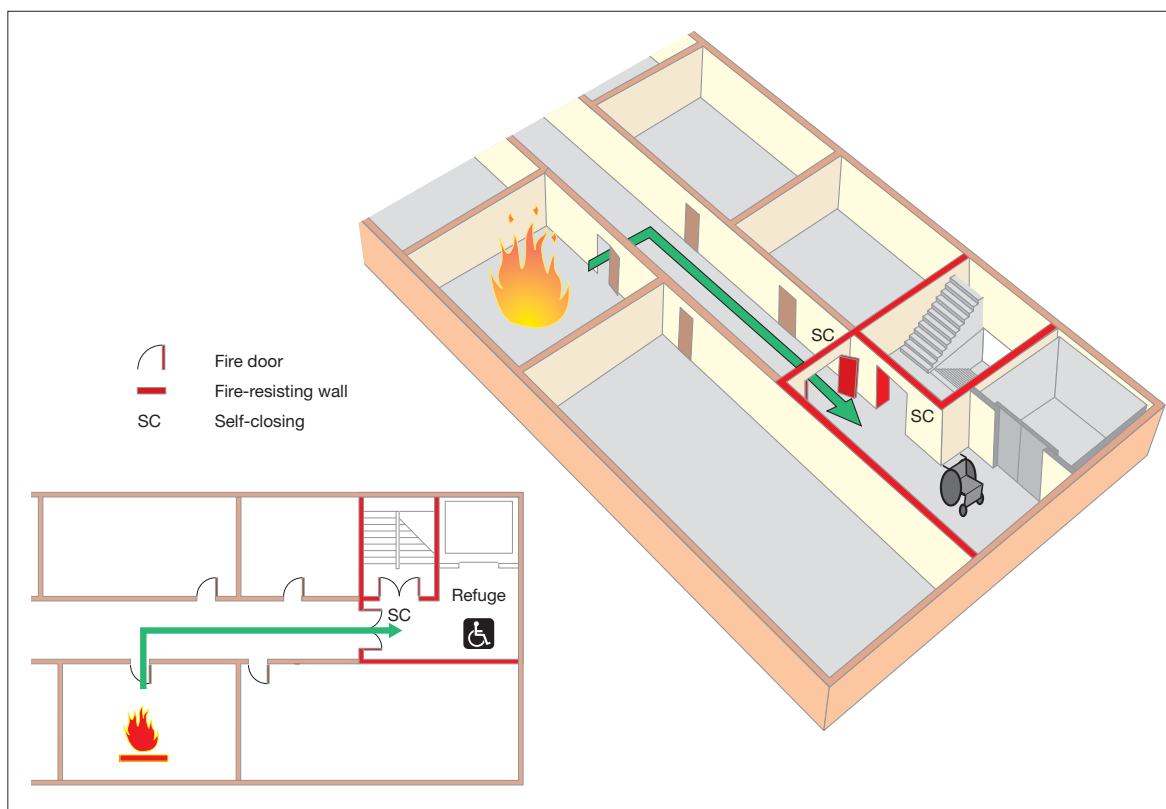 SC
SC
Fire door
Fire-resisting wall
SC Self-closing
Refuge
SC